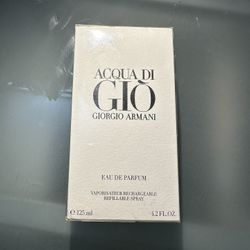 ACQUA DI
GIÒ
GIORGIO ARMANI
EAU DE PARFUM
VAPORISATEUR RECHARGEABLE
REFILLABLE SPRAY
℮ 125 ml 4.2 FL. OZ.